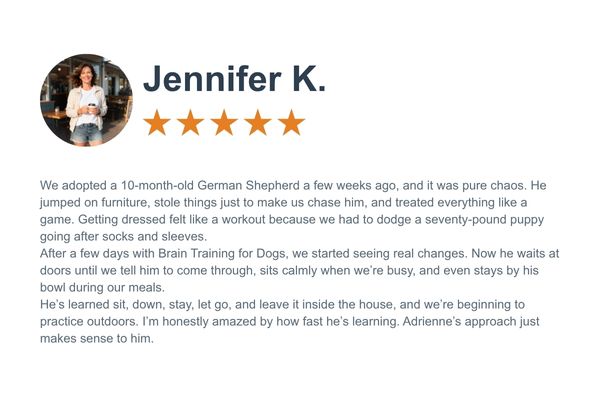 Jennifer K.
We adopted a 10-month-old German Shepherd a few weeks ago, and it was pure chaos. He
jumped on furniture, stole things just to make us chase him, and treated everything like a
game. Getting dressed felt like a workout because we had to dodge a seventy-pound puppy
going after socks and sleeves.
After a few days with Brain Training for Dogs, we started seeing real changes. Now he waits at
doors until we tell him to come through, sits calmly when we’re busy, and even stays by his
bowl during our meals.
He’s learned sit, down, stay, let go, and leave it inside the house, and we’re beginning to
practice outdoors. I’m honestly amazed by how fast he’s learning. Adrienne’s approach just
makes sense to him.